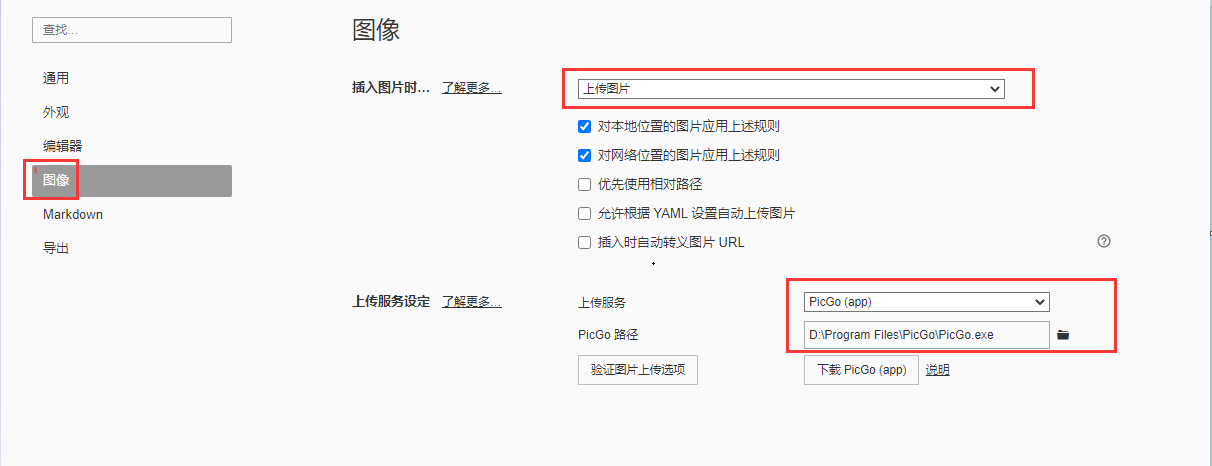 查找...
通用
外观
编辑器
图像
Markdown
导出
图像
插入图片时... 了解更多...
上传图片
对本地位置的图片应用上述规则
对网络位置的图片应用上述规则
优先使用相对路径
允许根据 YAML 设置自动上传图片
插入时自动转义图片 URL
上传服务设定 了解更多...
上传服务 PicGo (app)
PicGo 路径 D:\Program Files\PicGo\PicGo.exe
验证图片上传选项 下载 PicGo (app) 说明